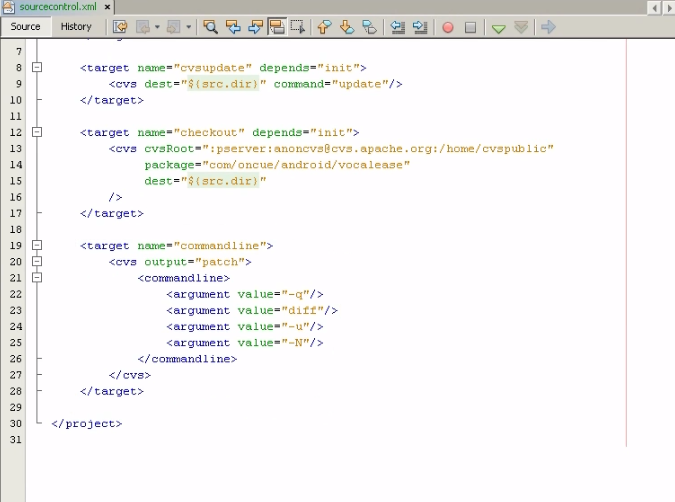 sourcecontrol.xml
Source History
7
8 <target name="cvsupdate" depends="init">
9 <cvs dest="${src.dir}" command="update"/>
10 </target>
11
12 <target name="checkout" depends="init">
13 <cvs cvsRoot=":pserver:anoncvs@cvs.apache.org:/home/cvspublic"
14 package="com/oncue/android/vocalease"
15 dest="${src.dir}"
16 />
17 </target>
18
19 <target name="commandline">
20 <cvs output="patch">
21 <commandline>
22 <argument value="-q"/>
23 <argument value="diff"/>
24 <argument value="-u"/>
25 <argument value="-N"/>
26 </commandline>
27 </cvs>
28 </target>
29
30 </project>
31